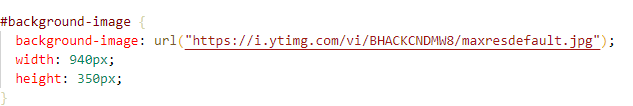 #background-image {
background-image: url("https://i.ytimg.com/vi/BHACKCNDMW8/maxresdefault.jpg");
width: 940px;
height: 350px;
}